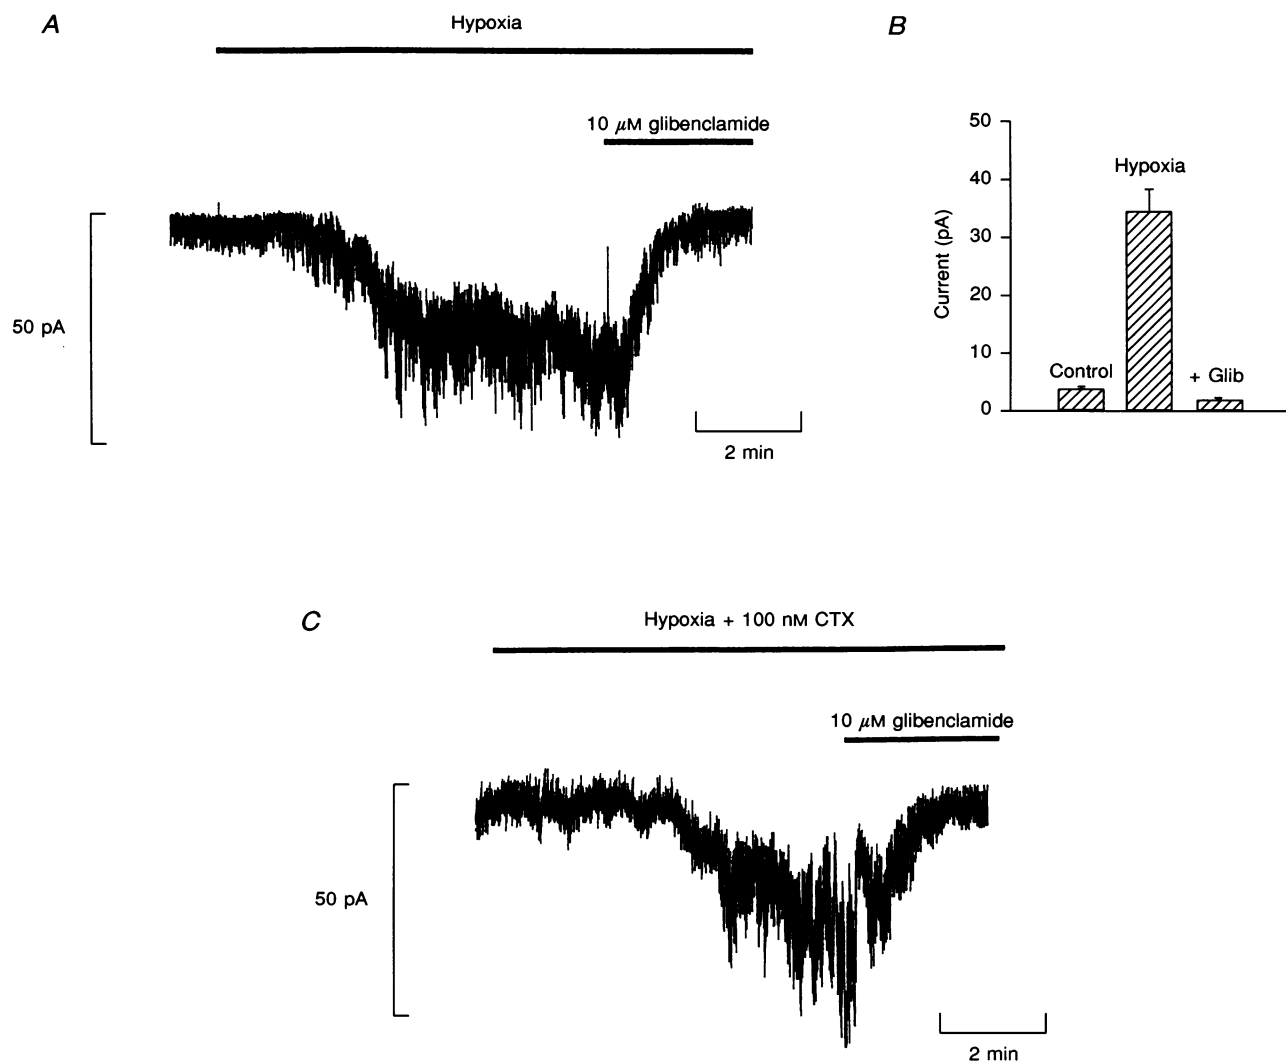 A
Hypoxia
10 μM glibenclamide
50 pA
2 min
B
50
40
30
20
10
0
Current (pA)
Control
Hypoxia
+ Glib
C
Hypoxia + 100 nM CTX
10 μM glibenclamide
50 pA
2 min